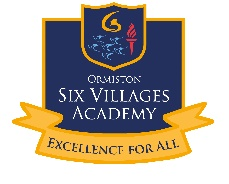 ORMISTON
SIX VILLAGES
ACADEMY
EXCELLENCE FOR ALL